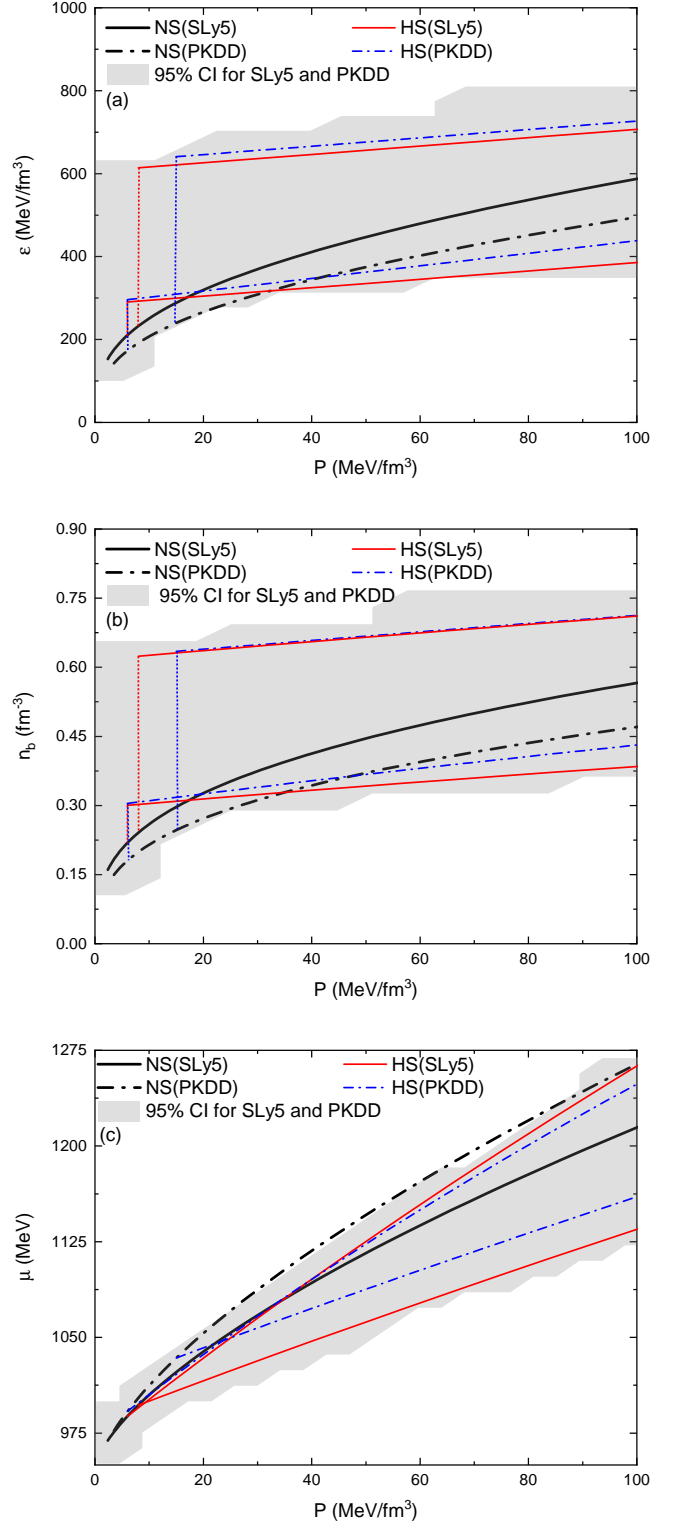 1000
NS(SLy5) HS(SLy5)
NS(PKDD) HS(PKDD)
95% CI for SLy5 and PKDD
800
(a)
600
ε (MeV/fm³)
400
200
0
0 20 40 60 80 100
P (MeV/fm³)
0.90
NS(SLy5) HS(SLy5)
NS(PKDD) HS(PKDD)
0.75
95% CI for SLy5 and PKDD
(b)
0.60
n_b (fm⁻³)
0.45
0.30
0.15
0.00
0 20 40 60 80 100
P (MeV/fm³)
1275
NS(SLy5) HS(SLy5)
NS(PKDD) HS(PKDD)
95% CI for SLy5 and PKDD
(c)
1200
μ (MeV)
1125
1050
975
0 20 40 60 80 100
P (MeV/fm³)